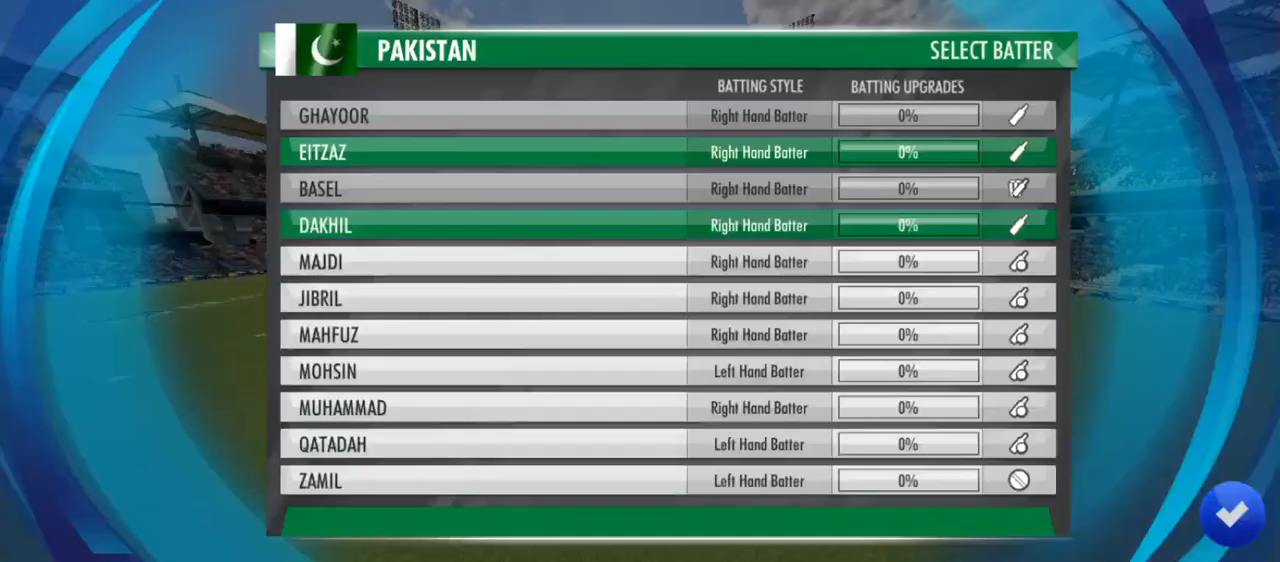 PAKISTAN SELECT BATTER
BATTING STYLE BATTING UPGRADES
GHAYOOR Right Hand Batter 0%
EITZAZ Right Hand Batter 0%
BASEL Right Hand Batter 0%
DAKHIL Right Hand Batter 0%
MAJDI Right Hand Batter 0%
JIBRIL Right Hand Batter 0%
MAHFUZ Right Hand Batter 0%
MOHSIN Left Hand Batter 0%
MUHAMMAD Right Hand Batter 0%
QATADAH Left Hand Batter 0%
ZAMIL Left Hand Batter 0%